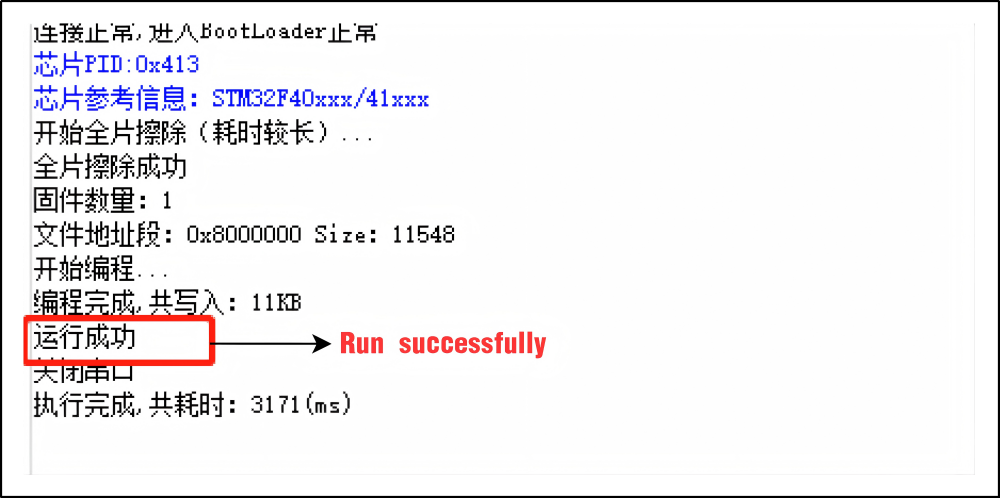 连接正常,进入BootLoader正常
芯片PID:0x413
芯片参考信息: STM32F40xxx/41xxx
开始全片擦除(耗时较长)...
全片擦除成功
固件数量: 1
文件地址段: 0x8000000 Size: 11548
开始编程...
编程完成,共写入: 11KB
运行成功
Run successfully
关闭串口
执行完成,共耗时: 3171(ms)